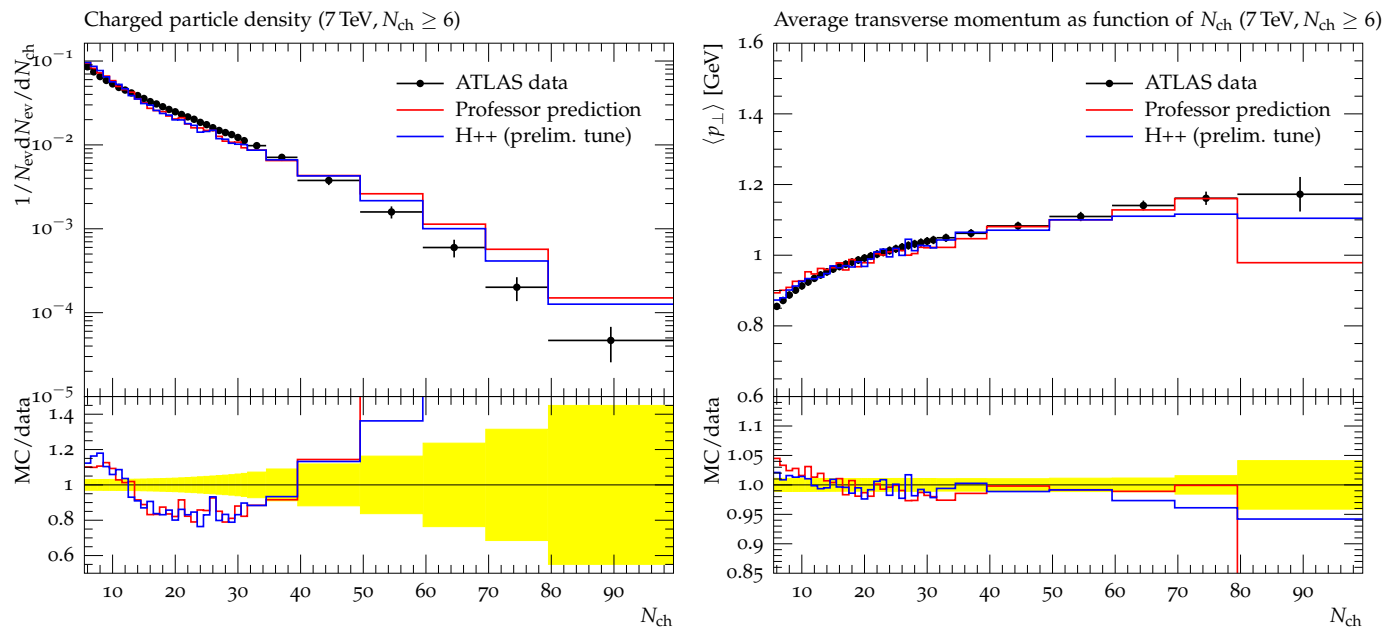 Charged particle density (7 TeV, N_ch ≥ 6)
1/N_ev dN_ev/dN_ch
10⁻¹
10⁻²
10⁻³
10⁻⁴
10⁻⁵
ATLAS data
Professor prediction
H++ (prelim. tune)
MC/data
1.4
1.2
1
0.8
0.6
10 20 30 40 50 60 70 80 90
N_ch
Average transverse momentum as function of N_ch (7 TeV, N_ch ≥ 6)
⟨p_⊥⟩ [GeV]
1.6
1.4
1.2
1.0
0.8
0.6
ATLAS data
Professor prediction
H++ (prelim. tune)
MC/data
1.1
1.05
1.0
0.95
0.9
0.85
10 20 30 40 50 60 70 80 90
N_ch